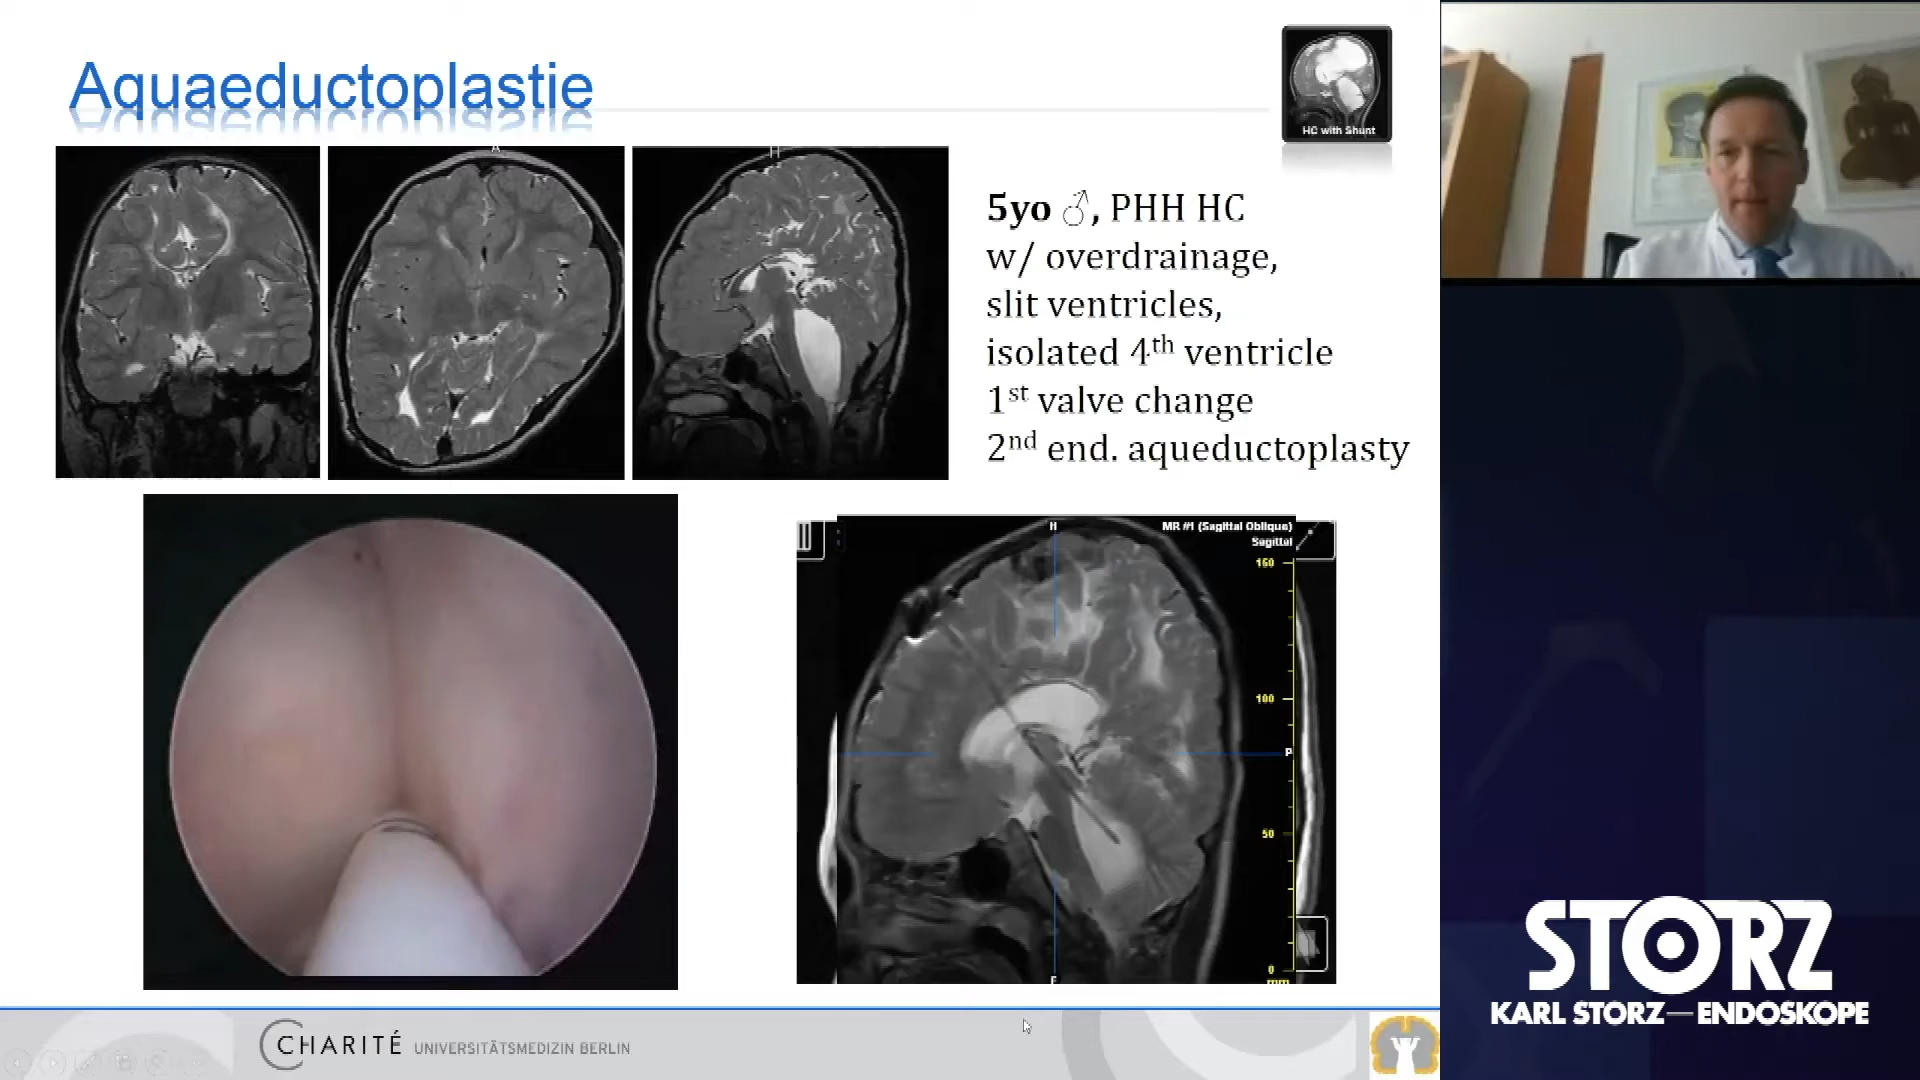 Aquaeductoplastie
HC with Shunt
A
H
5yo ♂, PHH HC
w/ overdrainage,
slit ventricles,
isolated 4th ventricle
1st valve change
2nd end. aqueductoplasty
H
MR #1 (Sagittal Oblique)
Sagittal
150
100
P
50
0
mm
F
CHARITÉ UNIVERSITÄTSMEDIZIN BERLIN
STORZ
KARL STORZ—ENDOSKOPE